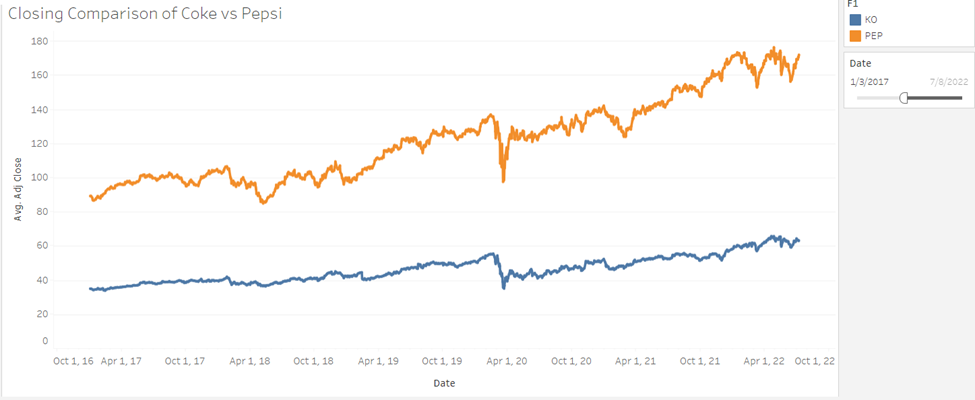 Closing Comparison of Coke vs Pepsi
F1
KO
PEP
Date
1/3/2017 7/8/2022
Avg. Adj close
180
160
140
120
100
80
60
40
20
0
Oct 1, 16 Apr 1, 17 Oct 1, 17 Apr 1, 18 Oct 1, 18 Apr 1, 19 Oct 1, 19 Apr 1, 20 Oct 1, 20 Apr 1, 21 Oct 1, 21 Apr 1, 22 Oct 1, 22
Date